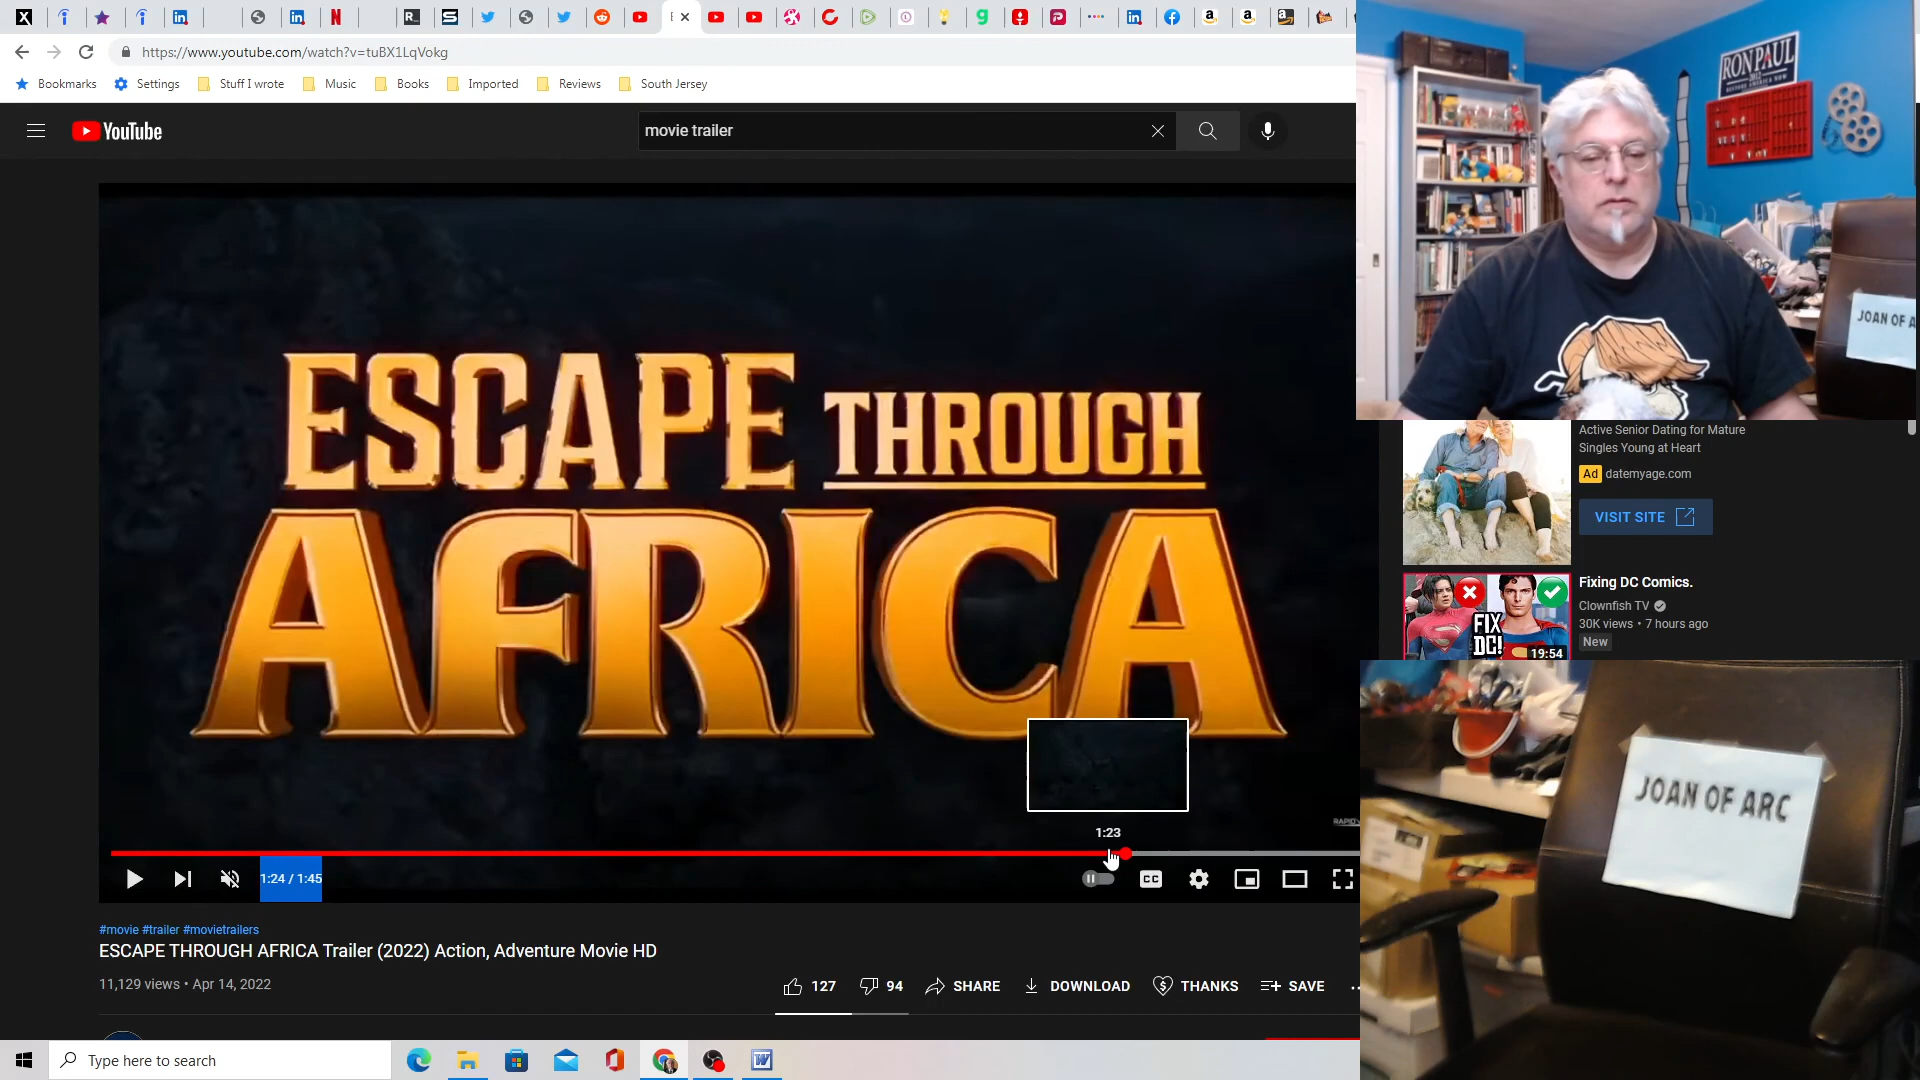 https://www.youtube.com/watch?v=tuBX1LqVokg
Bookmarks Settings Stuff I wrote Music Books Imported Reviews South Jersey
YouTube
movie trailer
ESCAPE THROUGH
AFRICA
1:23
1:24 / 1:45
CC
#movie #trailer #movietrailers
ESCAPE THROUGH AFRICA Trailer (2022) Action, Adventure Movie HD
11,129 views • Apr 14, 2022
127 94 SHARE DOWNLOAD THANKS SAVE
Type here to search
RON PAUL
2012
JOAN OF A
Active Senior Dating for Mature
Singles Young at Heart
Ad datemyage.com
VISIT SITE
FIX
DC!
19:54
Fixing DC Comics.
Clownfish TV
30K views • 7 hours ago
New
JOAN OF ARC